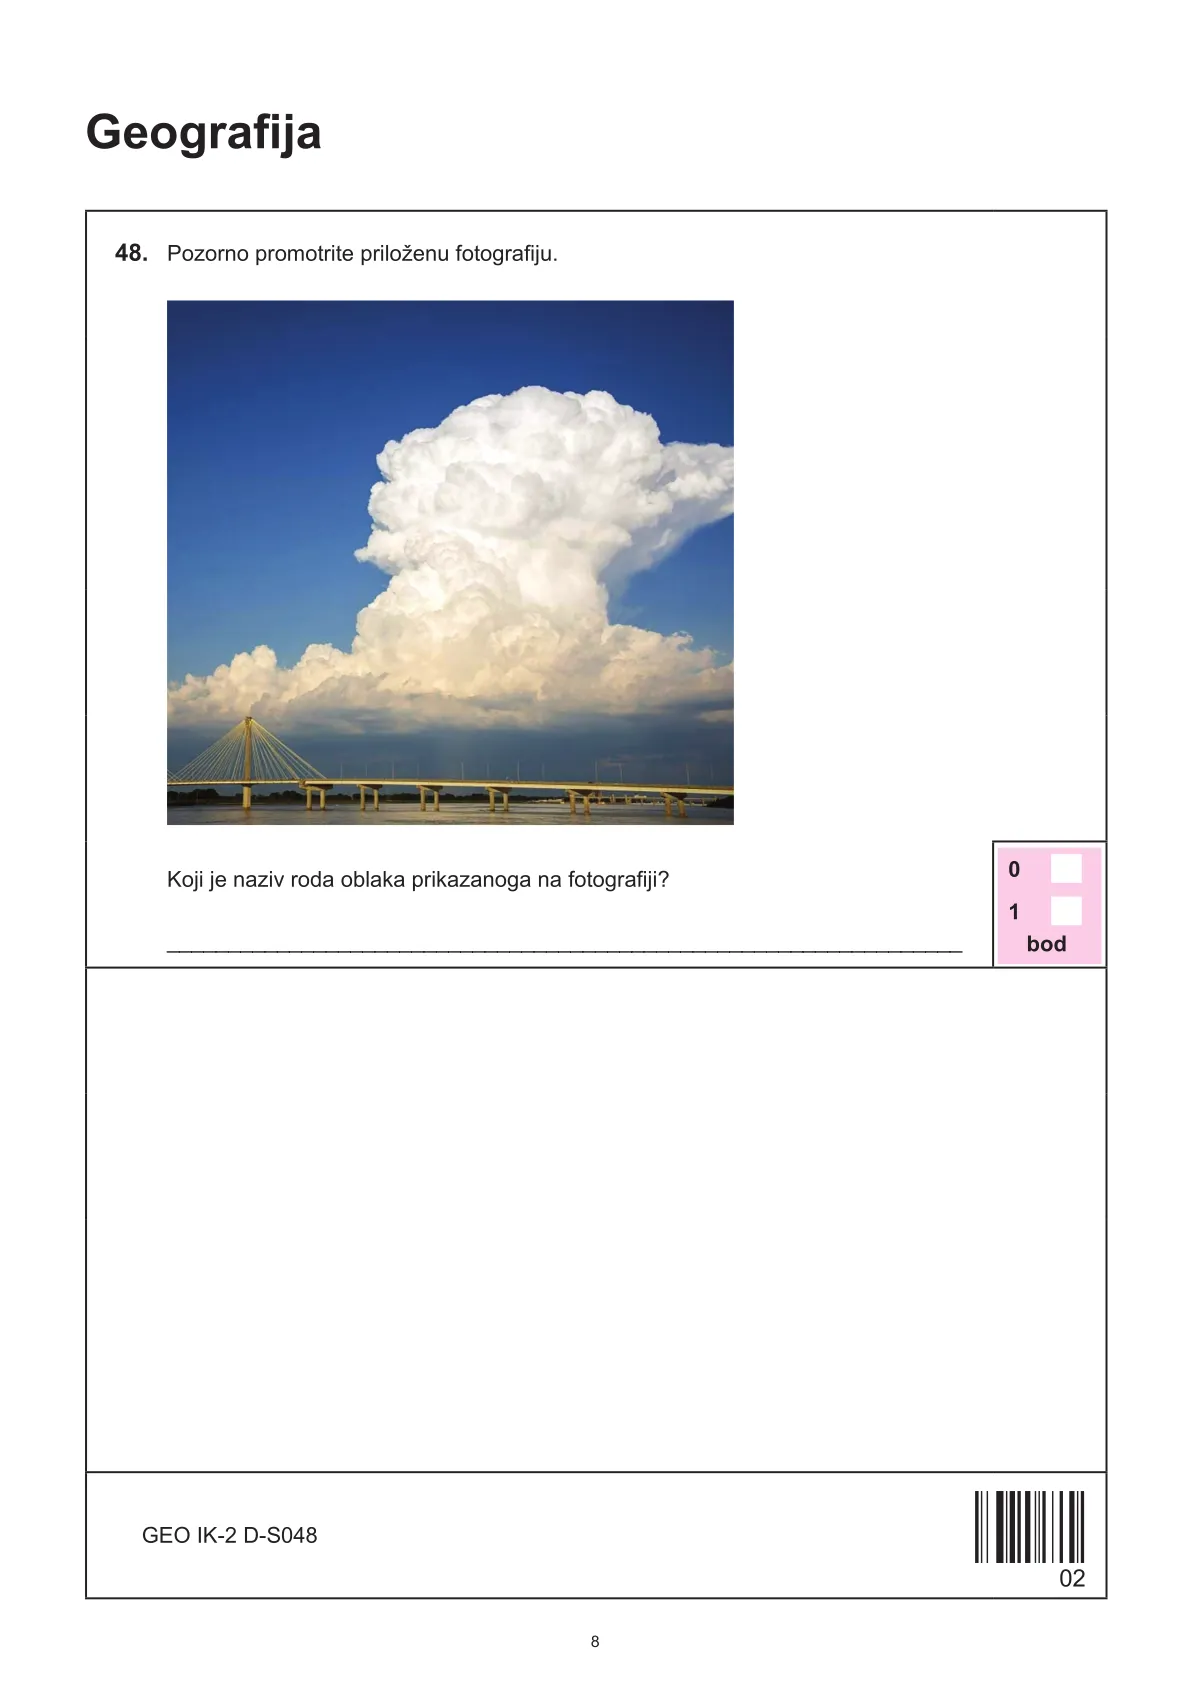 Geografija
48. Pozorno promotrite priloženu fotografiju.
Koji je naziv roda oblaka prikazanoga na fotografiji?
0
1
bod
GEO IK-2 D-S048
02
8